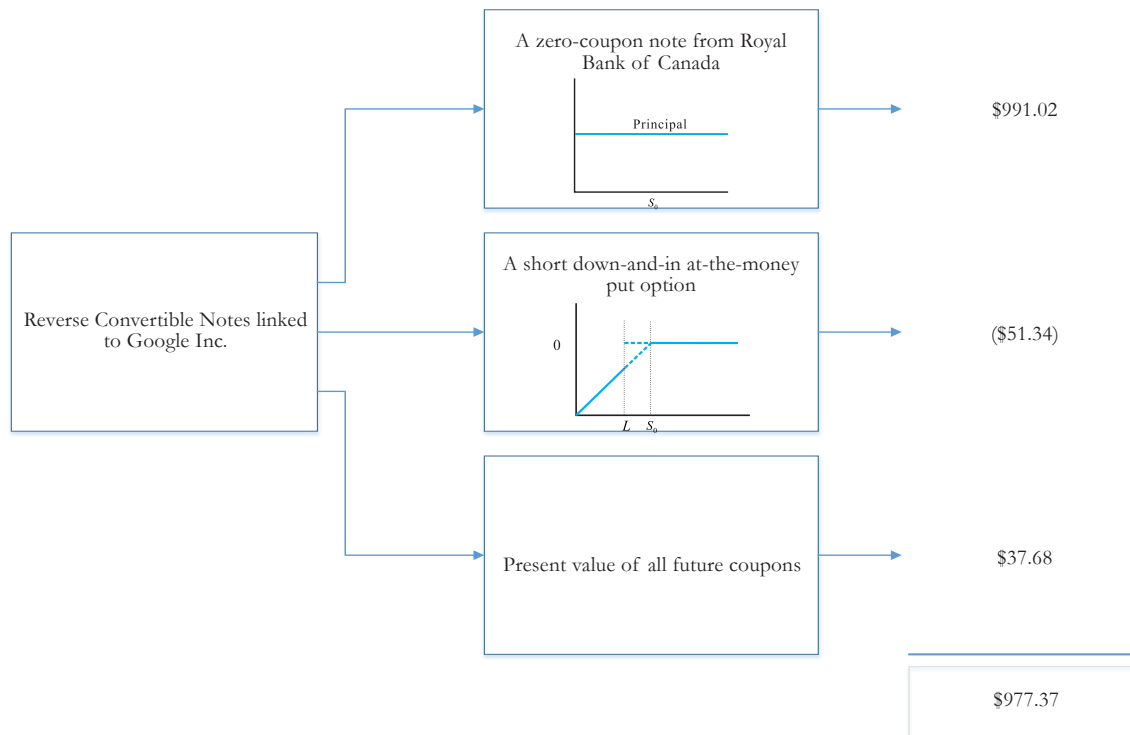 A zero-coupon note from Royal
Bank of Canada
Principal
S₀
$991.02
Reverse Convertible Notes linked
to Google Inc.
A short down-and-in at-the-money
put option
0
L
S₀
($51.34)
Present value of all future coupons
$37.68
$977.37